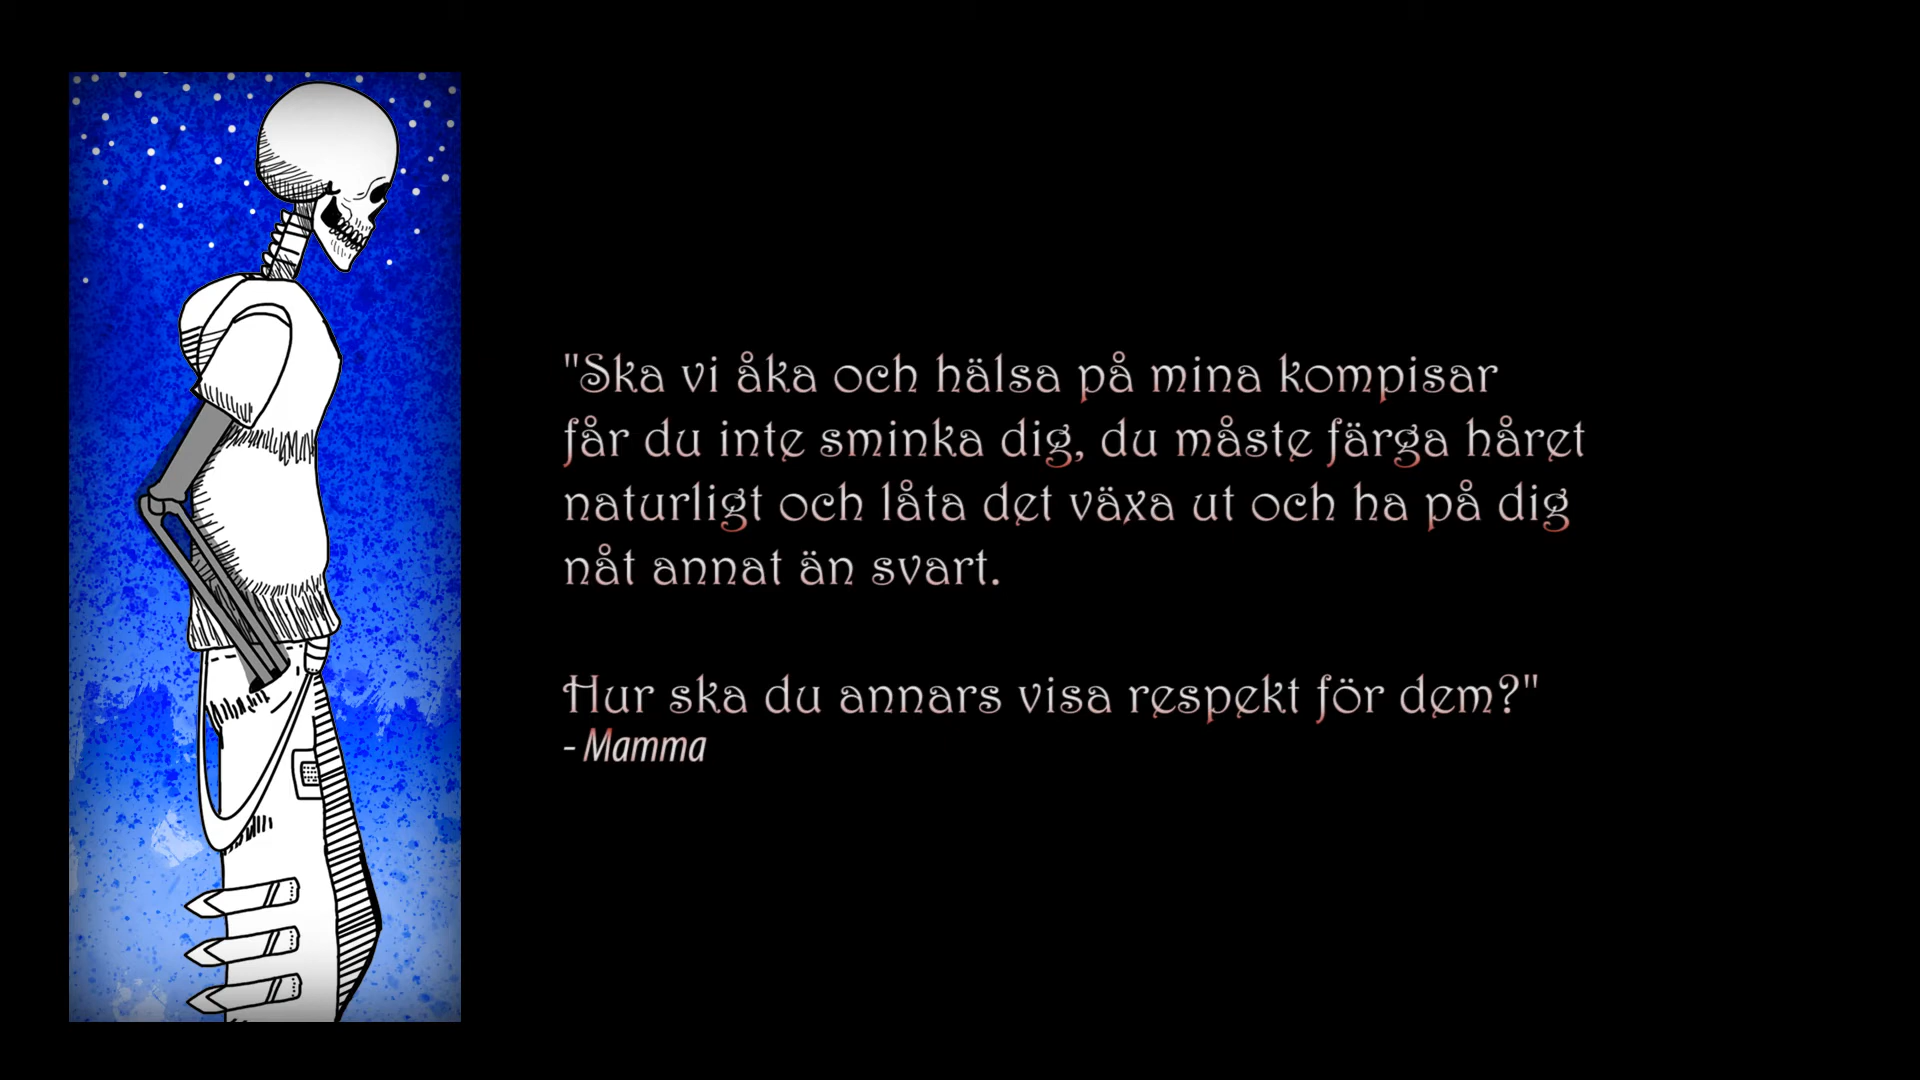 "Ska vi åka och hälsa på mina kompisar
får du inte sminka dig, du måste färga håret
naturligt och låta det växa ut och ha på dig
nåt annat än svart.
Hur ska du annars visa respekt för dem?"
- Mamma